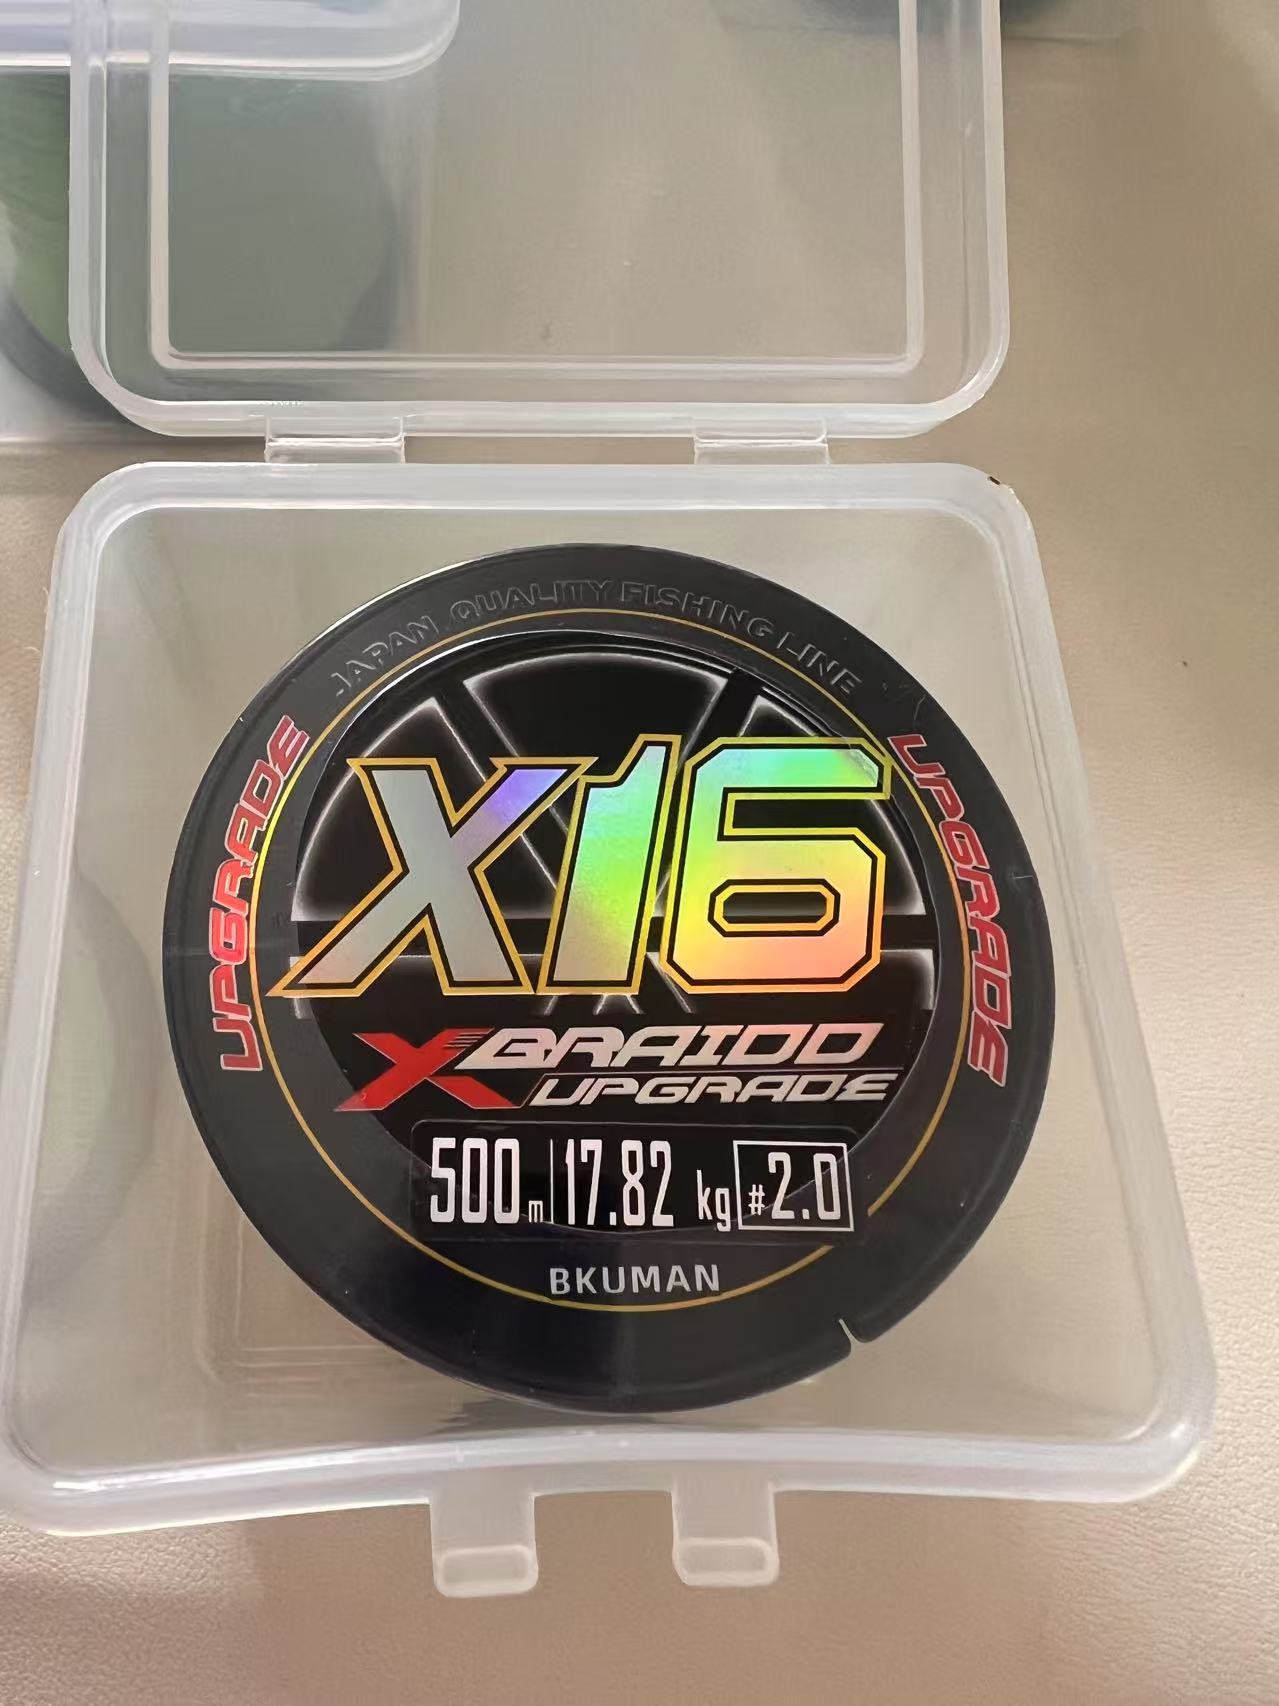 JAPAN QUALITY FISHING LINE
UPGRADE
UPGRADE
X16
XBRAIDD
UPGRADE
500m 17.82 kg #2.0
BKUMAN